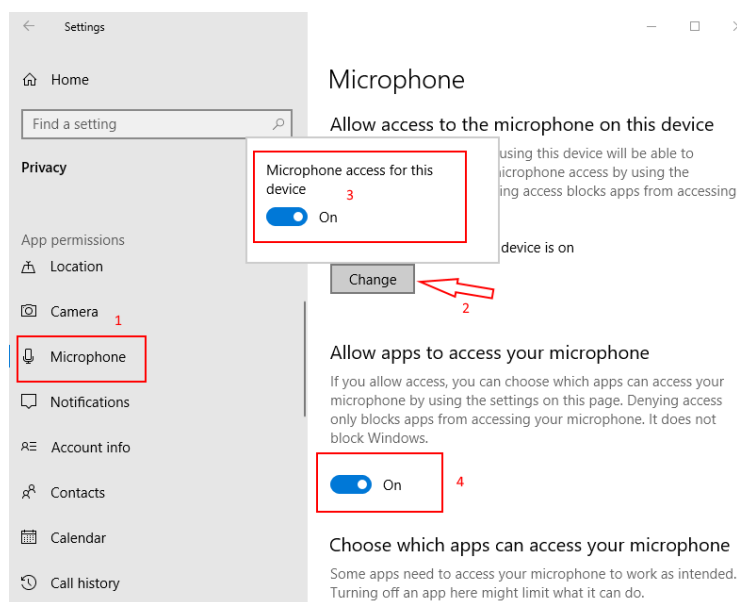 Settings
Home
Find a setting
Privacy
App permissions
Location
Camera
1
Microphone
Notifications
Account info
Contacts
Calendar
Call history
Microphone
Allow access to the microphone on this device
using this device will be able to
icrophone access by using the
ing access blocks apps from accessing
Microphone access for this
device
3
On
device is on
Change
2
Allow apps to access your microphone
If you allow access, you can choose which apps can access your
microphone by using the settings on this page. Denying access
only blocks apps from accessing your microphone. It does not
block Windows.
On
4
Choose which apps can access your microphone
Some apps need to access your microphone to work as intended.
Turning off an app here might limit what it can do.